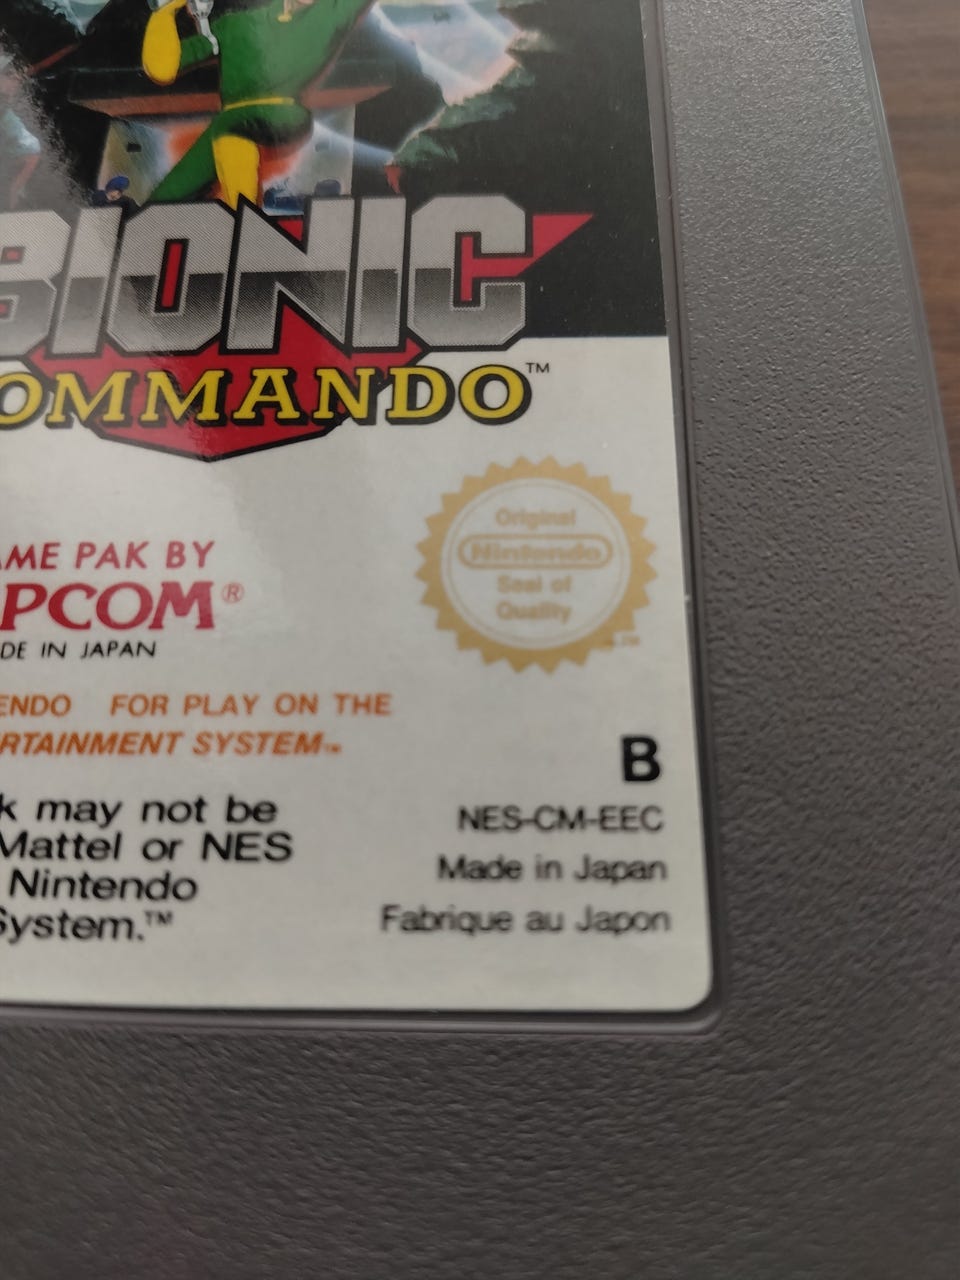 BIONIC
OMMANDO™
Original
Nintendo
Seal of
Quality
AME PAK BY
PCOM®
DE IN JAPAN
ENDO FOR PLAY ON THE
RTAINMENT SYSTEM™
B
k may not be
Mattel or NES
Nintendo
System.™
NES-CM-EEC
Made in Japan
Fabrique au Japon